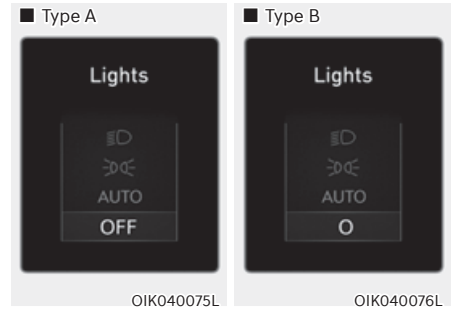 ■ Type A
Lights
AUTO
OFF
OIK040075L
■ Type B
Lights
AUTO
O
OIK040076L